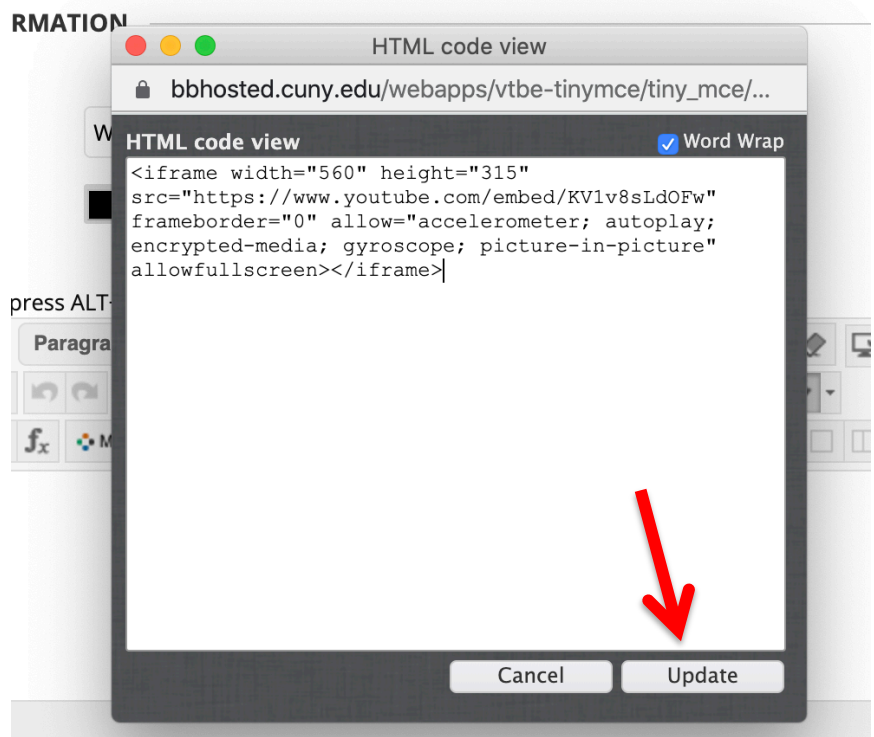 RMATION
HTML code view
bbhosted.cuny.edu/webapps/vtbe-tinymce/tiny_mce/...
W
HTML code view
Word Wrap
<iframe width="560" height="315"
src="https://www.youtube.com/embed/KV1v8sLdOFw"
frameborder="0" allow="accelerometer; autoplay;
encrypted-media; gyroscope; picture-in-picture"
allowfullscreen></iframe>
press ALT+
Paragra
fx
M
Cancel
Update